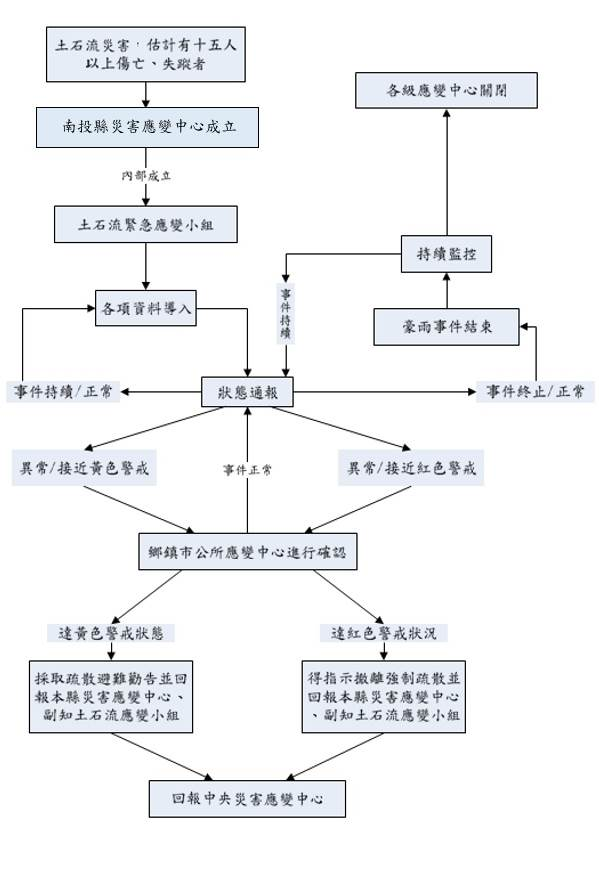 土石流災害，估計有十五人
以上傷亡、失蹤者
各級應變中心關閉
南投縣災害應變中心成立
內部成立
土石流緊急應變小組
持續監控
事件持續
各項資料導入
豪雨事件結束
事件持續/正常
狀態通報
事件終止/正常
異常/接近黃色警戒
事件正常
異常/接近紅色警戒
鄉鎮市公所應變中心進行確認
達黃色警戒狀態
達紅色警戒狀況
採取疏散避難勸告並回
報本縣災害應變中心、
副知土石流應變小組
得指示撤離強制疏散並
回報本縣災害應變中心
、副知土石流應變小組
回報中央災害應變中心